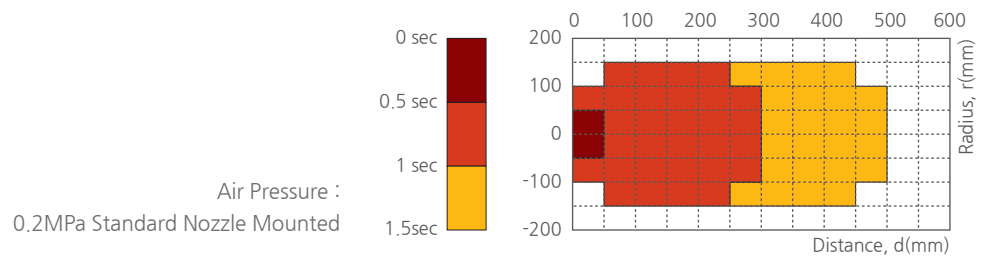 Air Pressure :
0.2MPa Standard Nozzle Mounted
0 sec
0.5 sec
1 sec
1.5sec
0 100 200 300 400 500 600
200
100
0
-100
-200
Radius, r(mm)
Distance, d(mm)